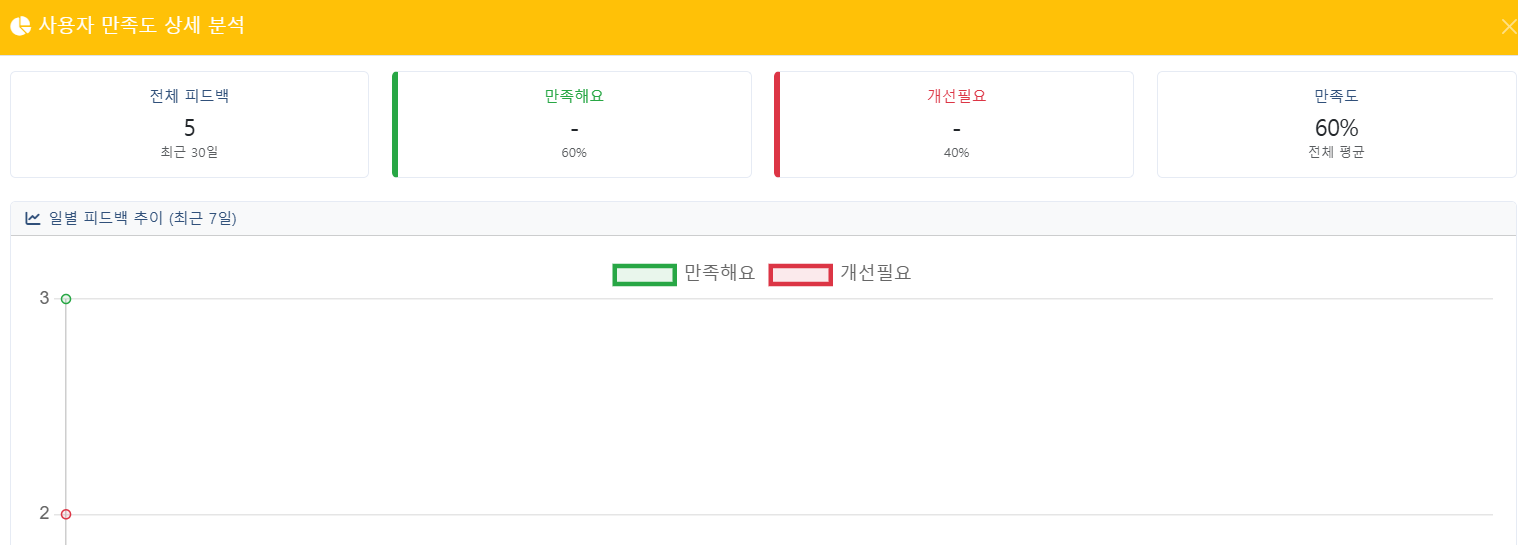 사용자 만족도 상세 분석
전체 피드백
5
최근 30일
만족해요
-
60%
개선필요
-
40%
만족도
60%
전체 평균
일별 피드백 추이 (최근 7일)
만족해요 개선필요
3
2